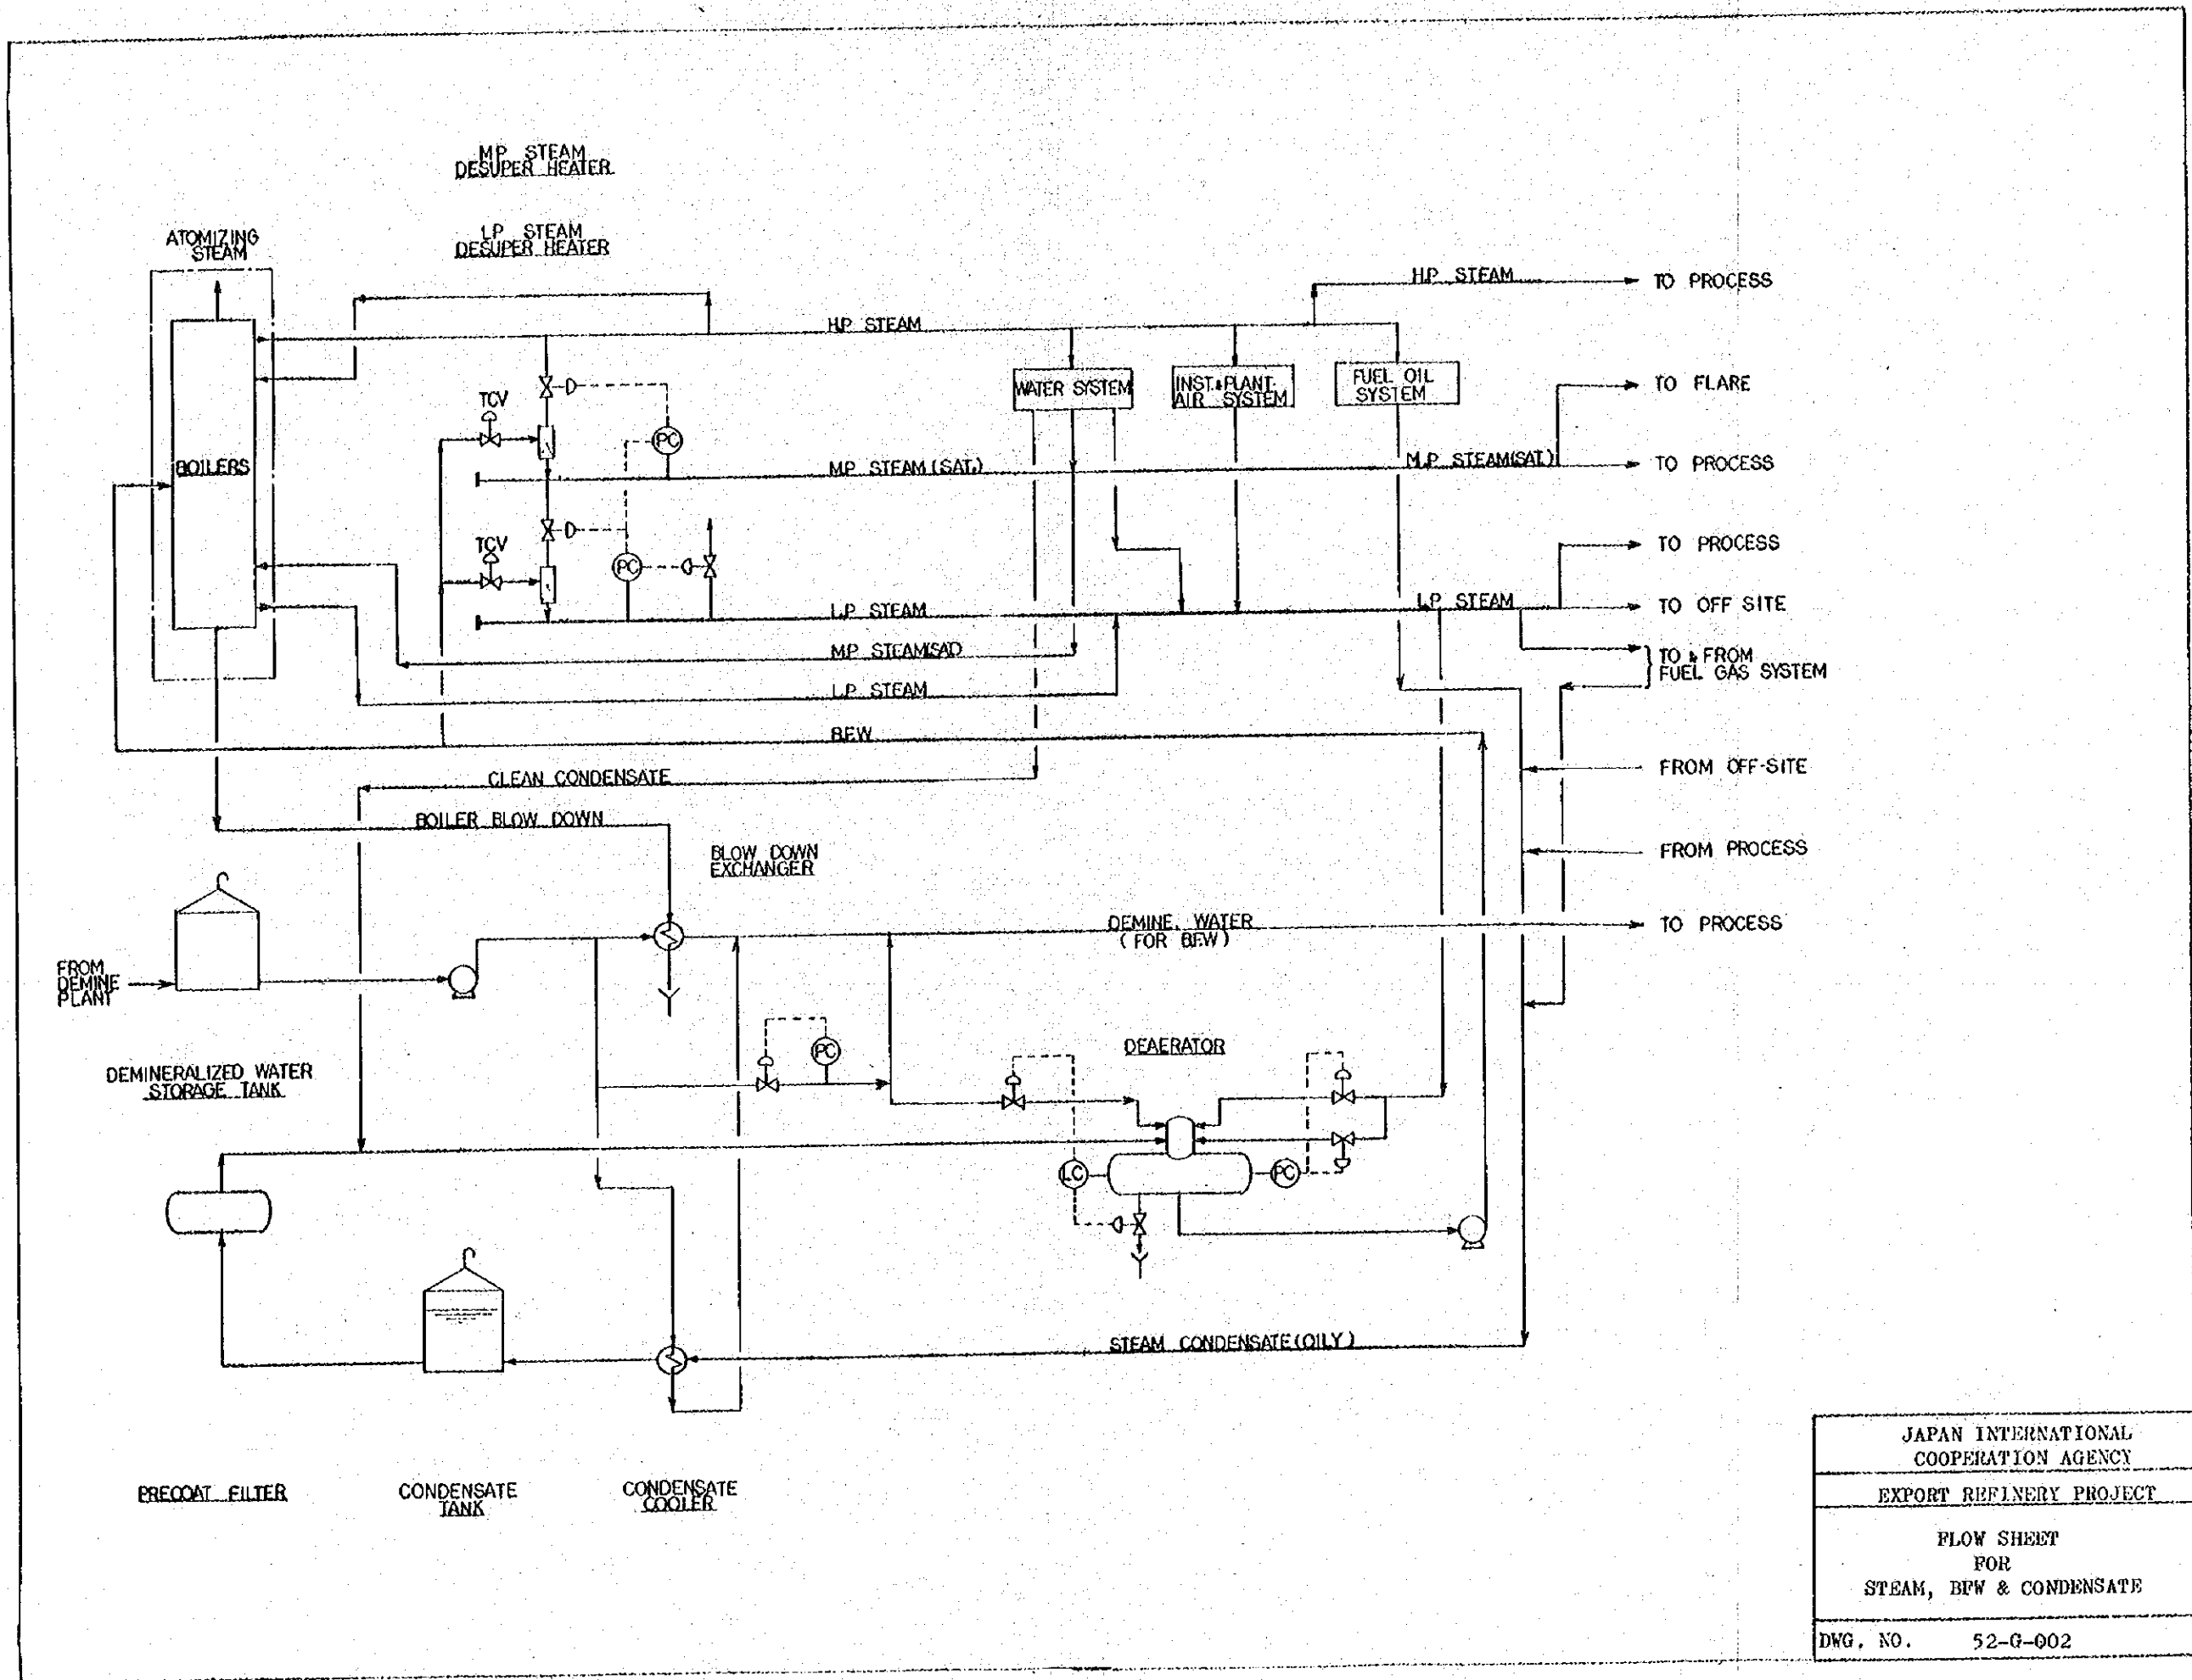 MP STEAM
DESUPER HEATER
LP STEAM
DESUPER HEATER
ATOMIZING
STEAM
H.P. STEAM
TO PROCESS
H.P. STEAM
WATER SYSTEM
INST.&PLANT.
AIR SYSTEM
FUEL OIL
SYSTEM
TO FLARE
TCV
PC
BOILERS
MP STEAM(SAT.)
M.P. STEAM(SAT.)
TO PROCESS
TCV
PC
TO PROCESS
LP STEAM
LP STEAM
TO OFF SITE
MP STEAM(SAT)
TO & FROM
FUEL GAS SYSTEM
LP STEAM
B.F.W
CLEAN CONDENSATE
FROM OFF-SITE
BOILER BLOW DOWN
BLOW DOWN
EXCHANGER
FROM PROCESS
DEMINE. WATER
(FOR B.F.W)
TO PROCESS
FROM
DEMINE
PLANT
PC
DEAERATOR
DEMINERALIZED WATER
STORAGE TANK
LC
PC
STEAM CONDENSATE(OILY)
PRECOAT FILTER
CONDENSATE
TANK
CONDENSATE
COOLER
JAPAN INTERNATIONAL
COOPERATION AGENCY
EXPORT REFINERY PROJECT
FLOW SHEET
FOR
STEAM, BFW & CONDENSATE
DWG. NO. 52-G-002